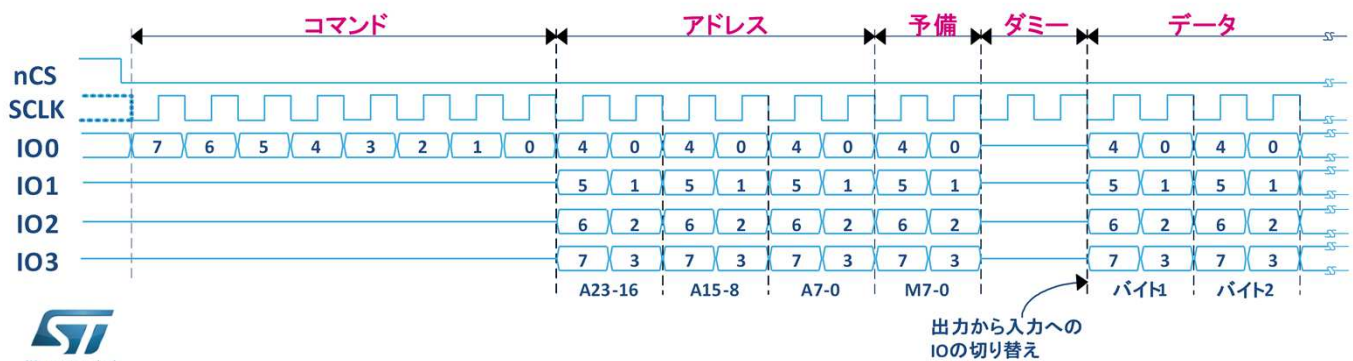 コマンド アドレス 予備 ダミー データ
nCS
SCLK
IO0 7 6 5 4 3 2 1 0 4 0 4 0 4 0 4 0 4 0 4 0
IO1 5 1 5 1 5 1 5 1 5 1 5 1
IO2 6 2 6 2 6 2 6 2 6 2 6 2
IO3 7 3 7 3 7 3 7 3 7 3 7 3
A23-16 A15-8 A7-0 M7-0 バイト1 バイト2
出力から入力への
IOの切り替え
ST